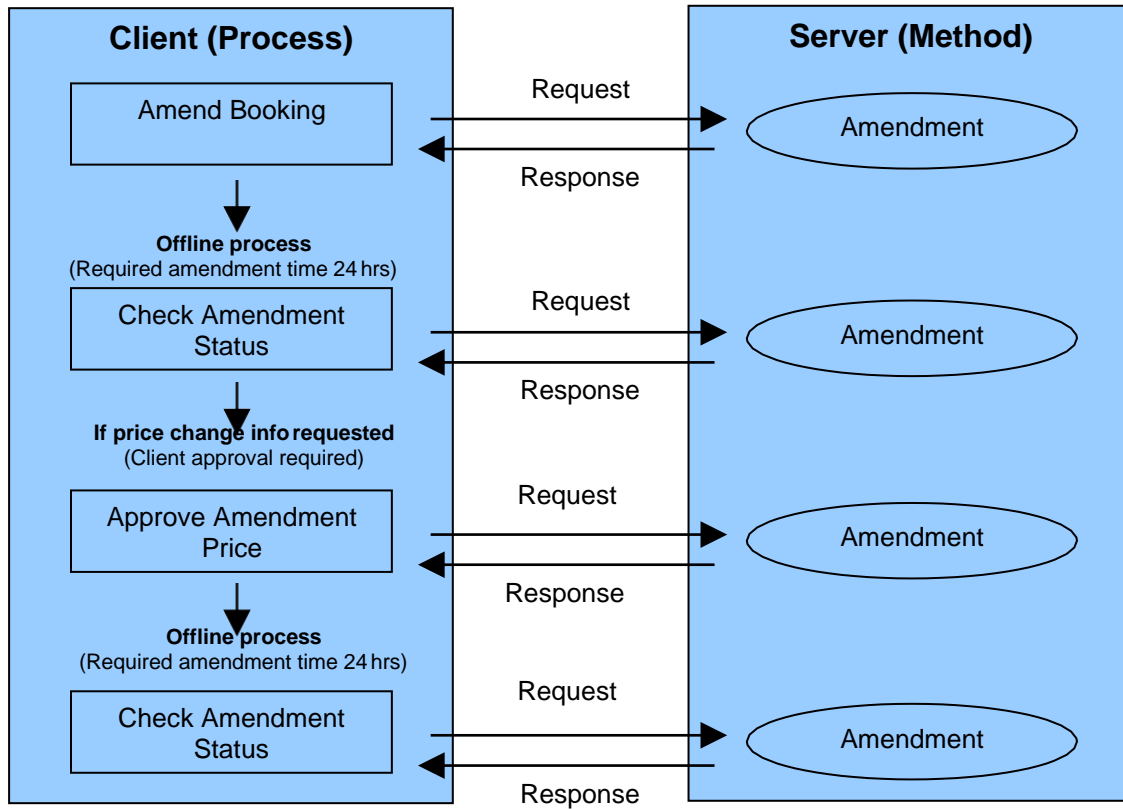 Client (Process)
Server (Method)
Amend Booking
Request
Amendment
Response
Offline process
(Required amendment time 24 hrs)
Check Amendment
Status
Request
Amendment
Response
If price change info requested
(Client approval required)
Approve Amendment
Price
Request
Amendment
Response
Offline process
(Required amendment time 24 hrs)
Check Amendment
Status
Request
Amendment
Response